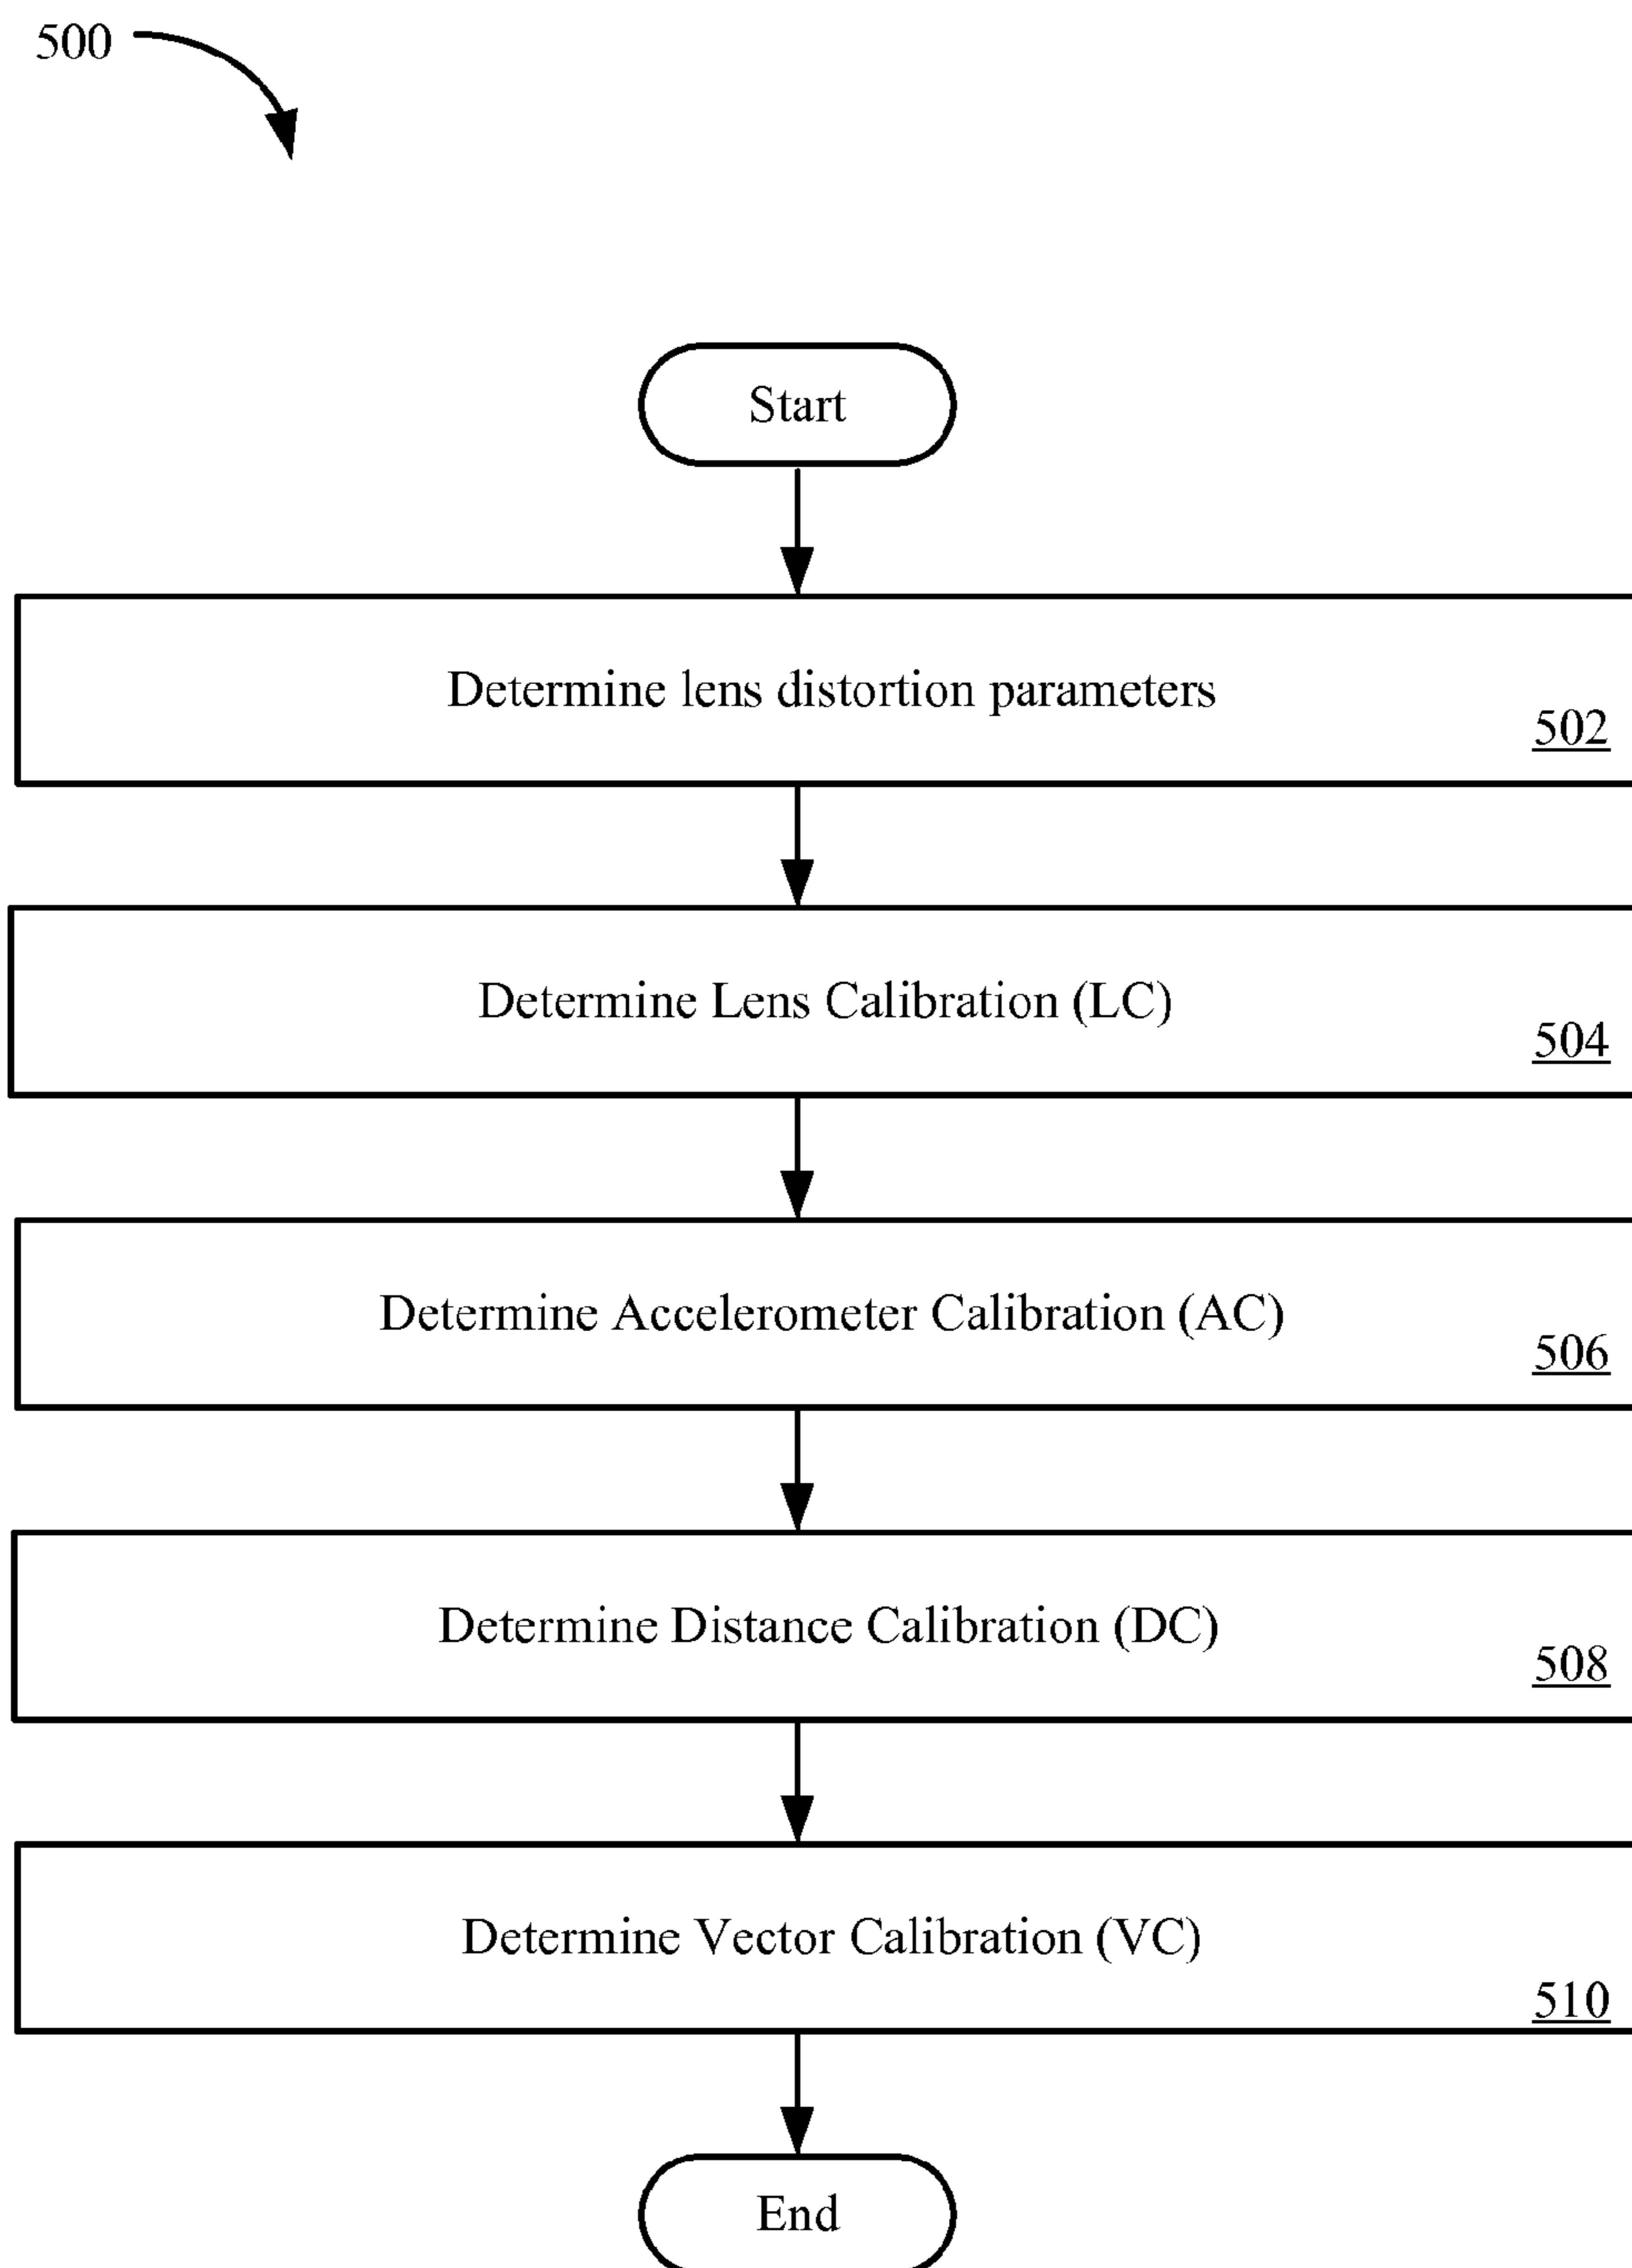 500
Start
Determine lens distortion parameters
502
Determine Lens Calibration (LC)
504
Determine Accelerometer Calibration (AC)
506
Determine Distance Calibration (DC)
508
Determine Vector Calibration (VC)
510
End